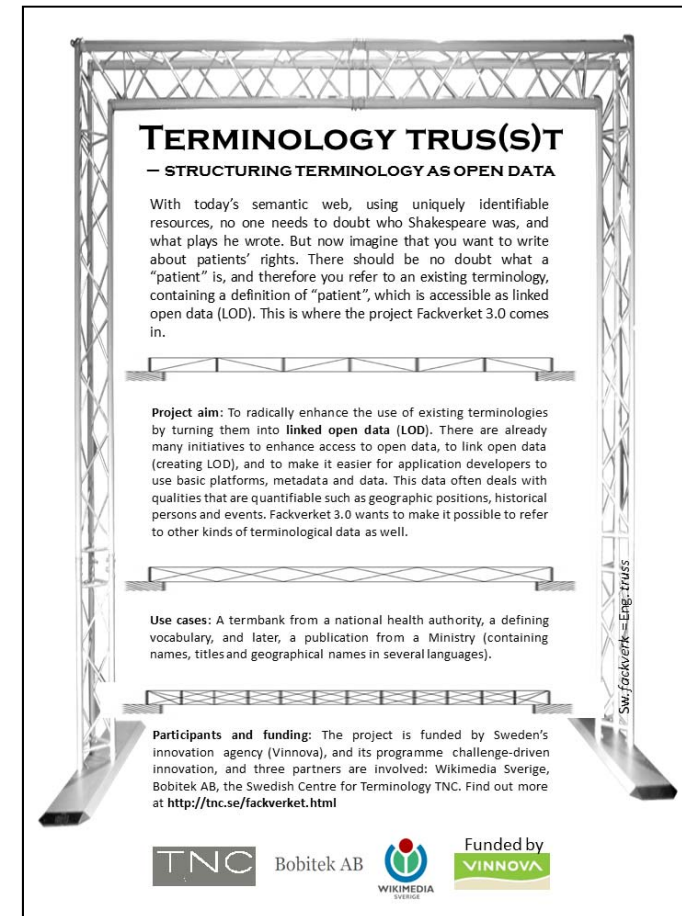 TERMINOLOGY TRUS(S)T
– STRUCTURING TERMINOLOGY AS OPEN DATA
With today's semantic web, using uniquely identifiable
resources, no one needs to doubt who Shakespeare was, and
what plays he wrote. But now imagine that you want to write
about patients' rights. There should be no doubt what a
"patient" is, and therefore you refer to an existing terminology,
containing a definition of "patient", which is accessible as linked
open data (LOD). This is where the project Fackverket 3.0 comes
in.
Project aim: To radically enhance the use of existing terminologies
by turning them into linked open data (LOD). There are already
many initiatives to enhance access to open data, to link open data
(creating LOD), and to make it easier for application developers to
use basic platforms, metadata and data. This data often deals with
qualities that are quantifiable such as geographic positions, historical
persons and events. Fackverket 3.0 wants to make it possible to refer
to other kinds of terminological data as well.
Sw. fackverk = Eng. truss
Use cases: A termbank from a national health authority, a defining
vocabulary, and later, a publication from a Ministry (containing
names, titles and geographical names in several languages).
Participants and funding: The project is funded by Sweden's
innovation agency (Vinnova), and its programme challenge-driven
innovation, and three partners are involved: Wikimedia Sverige,
Bobitek AB, the Swedish Centre for Terminology TNC. Find out more
at http://tnc.se/fackverket.html
TNC
Bobitek AB
WIKIMEDIA
SVERIGE
Funded by
VINNOVA